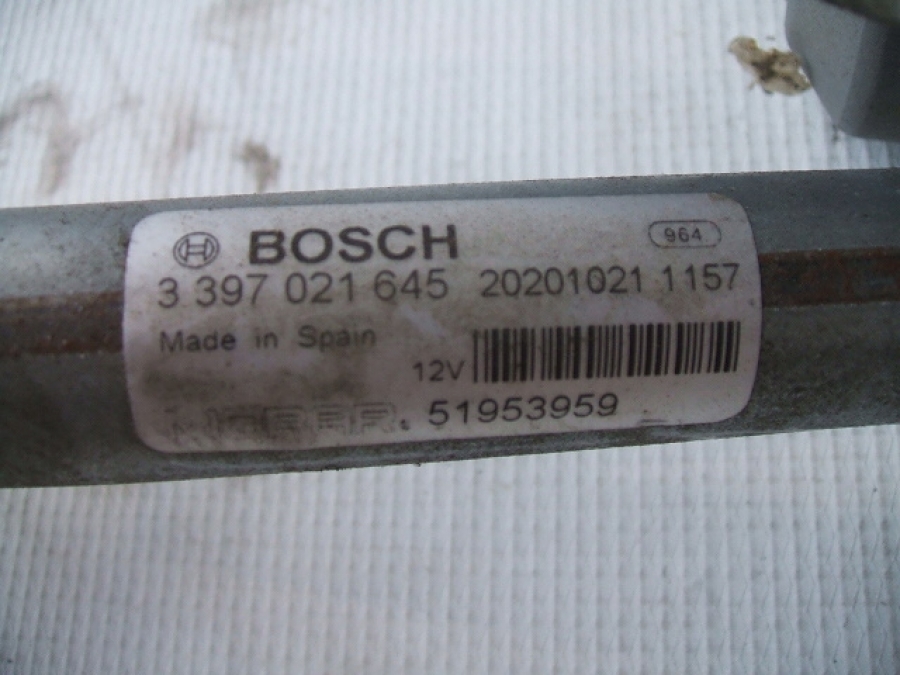 BOSCH 964
3 397 021 645 20201021 1157
Made in Spain
12V
51953959